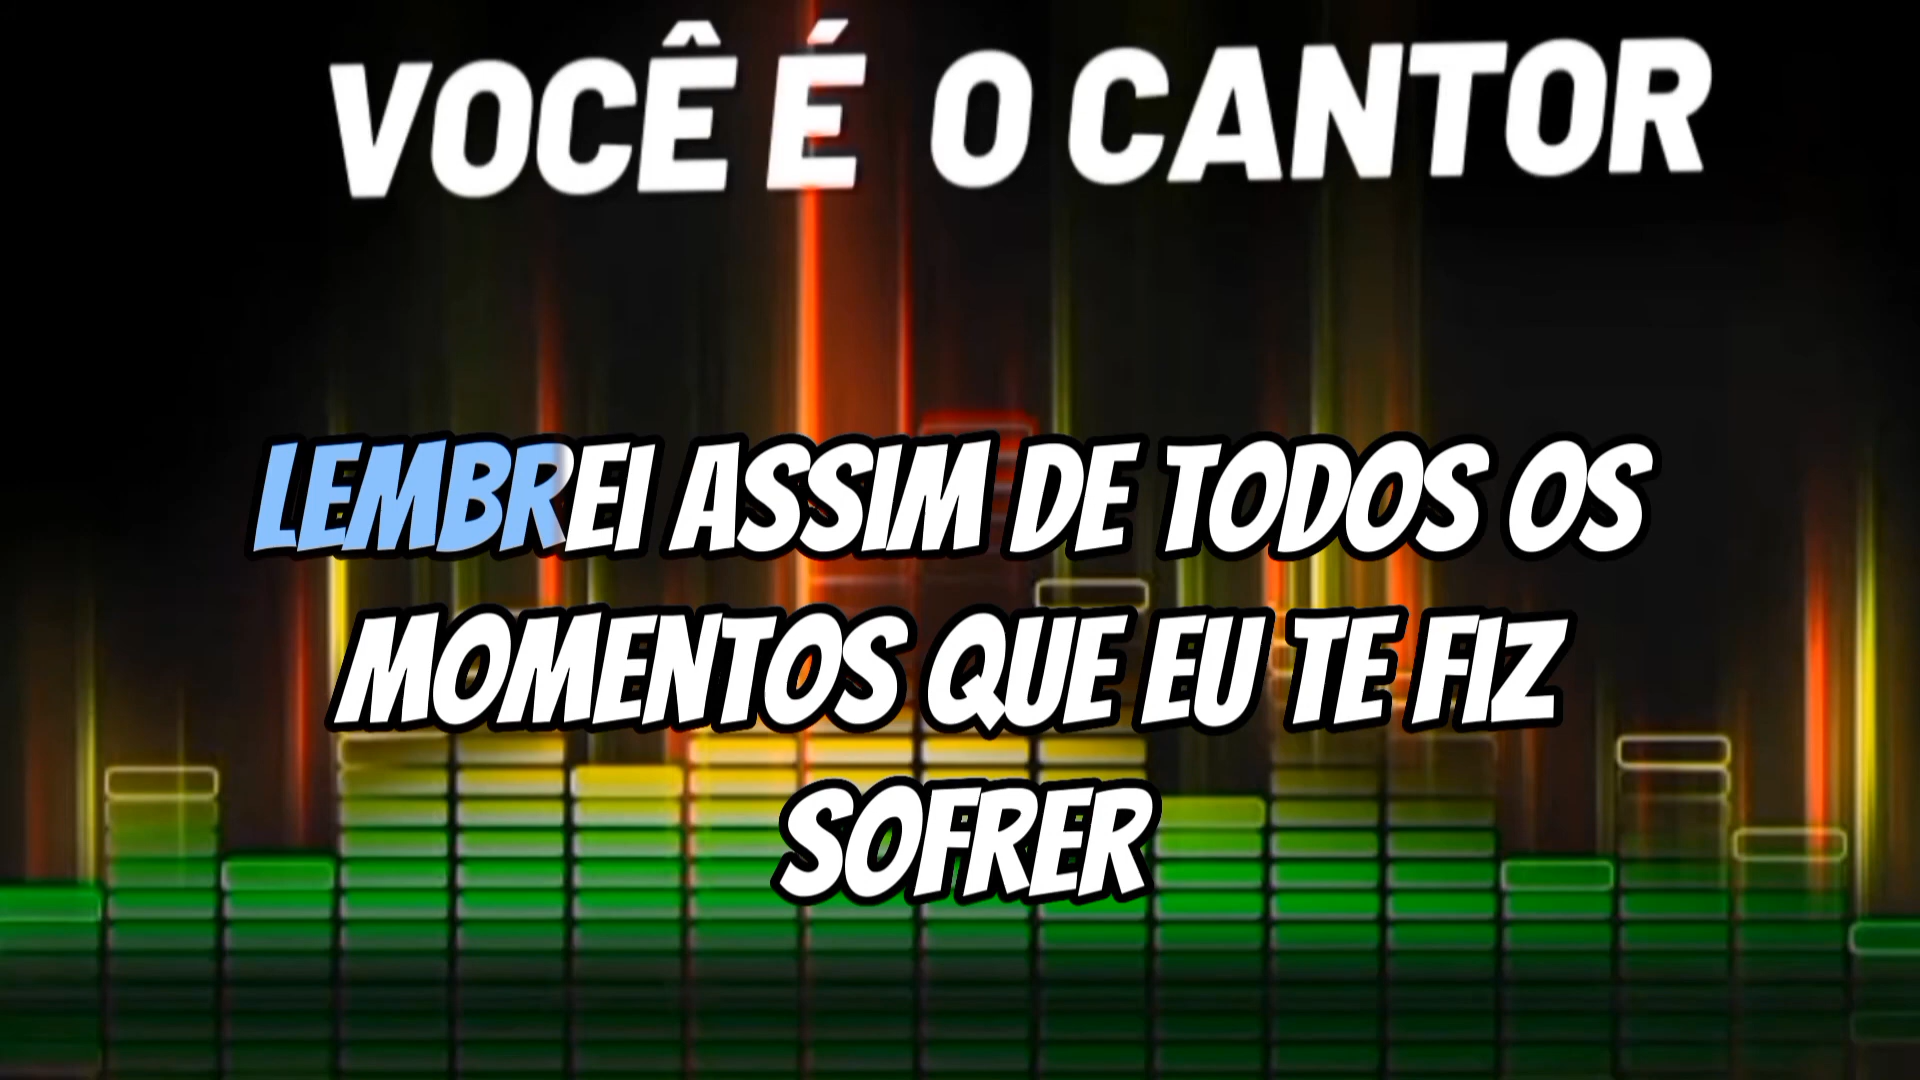 VOCÊ É O CANTOR
LEMBREI ASSIM DE TODOS OS
MOMENTOS QUE EU TE FIZ
SOFRER